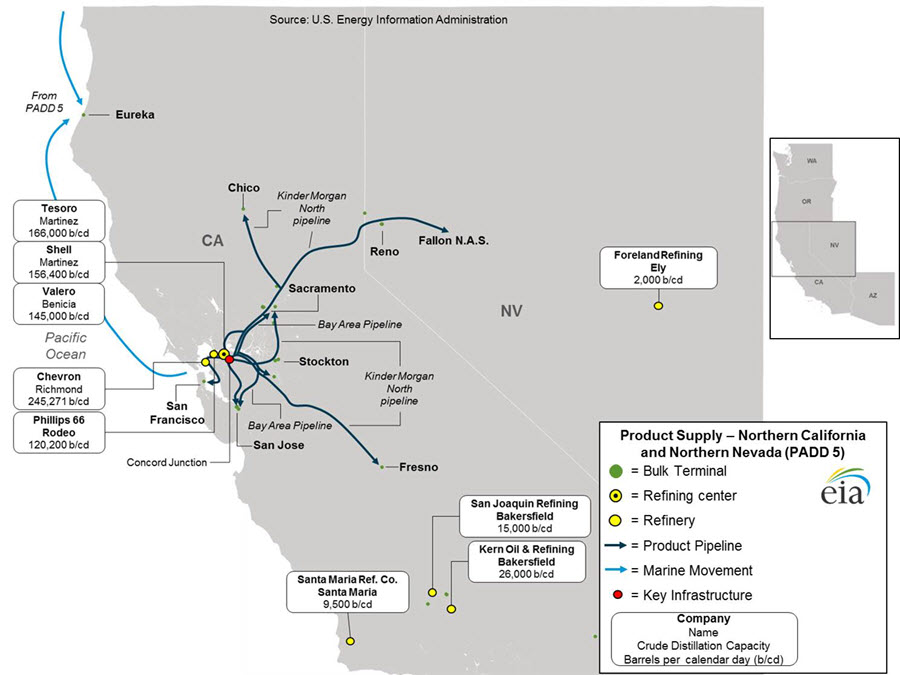 Source: U.S. Energy Information Administration
From
PADD 5
Eureka
Chico
Kinder Morgan
North
pipeline
CA
Reno
Fallon N.A.S.
Sacramento
NV
Bay Area Pipeline
Stockton
Kinder Morgan
North
pipeline
Pacific
Ocean
San
Francisco
Bay Area Pipeline
San Jose
Concord Junction
Fresno
Tesoro
Martinez
166,000 b/cd
Shell
Martinez
156,400 b/cd
Valero
Benicia
145,000 b/cd
Chevron
Richmond
245,271 b/cd
Phillips 66
Rodeo
120,200 b/cd
Foreland Refining
Ely
2,000 b/cd
San Joaquin Refining
Bakersfield
15,000 b/cd
Kern Oil & Refining
Bakersfield
26,000 b/cd
Santa Maria Ref. Co.
Santa Maria
9,500 b/cd
WA
OR
NV
CA
AZ
Product Supply – Northern California
and Northern Nevada (PADD 5)
= Bulk Terminal
= Refining center
= Refinery
= Product Pipeline
= Marine Movement
= Key Infrastructure
eia
Company
Name
Crude Distillation Capacity
Barrels per calendar day (b/cd)